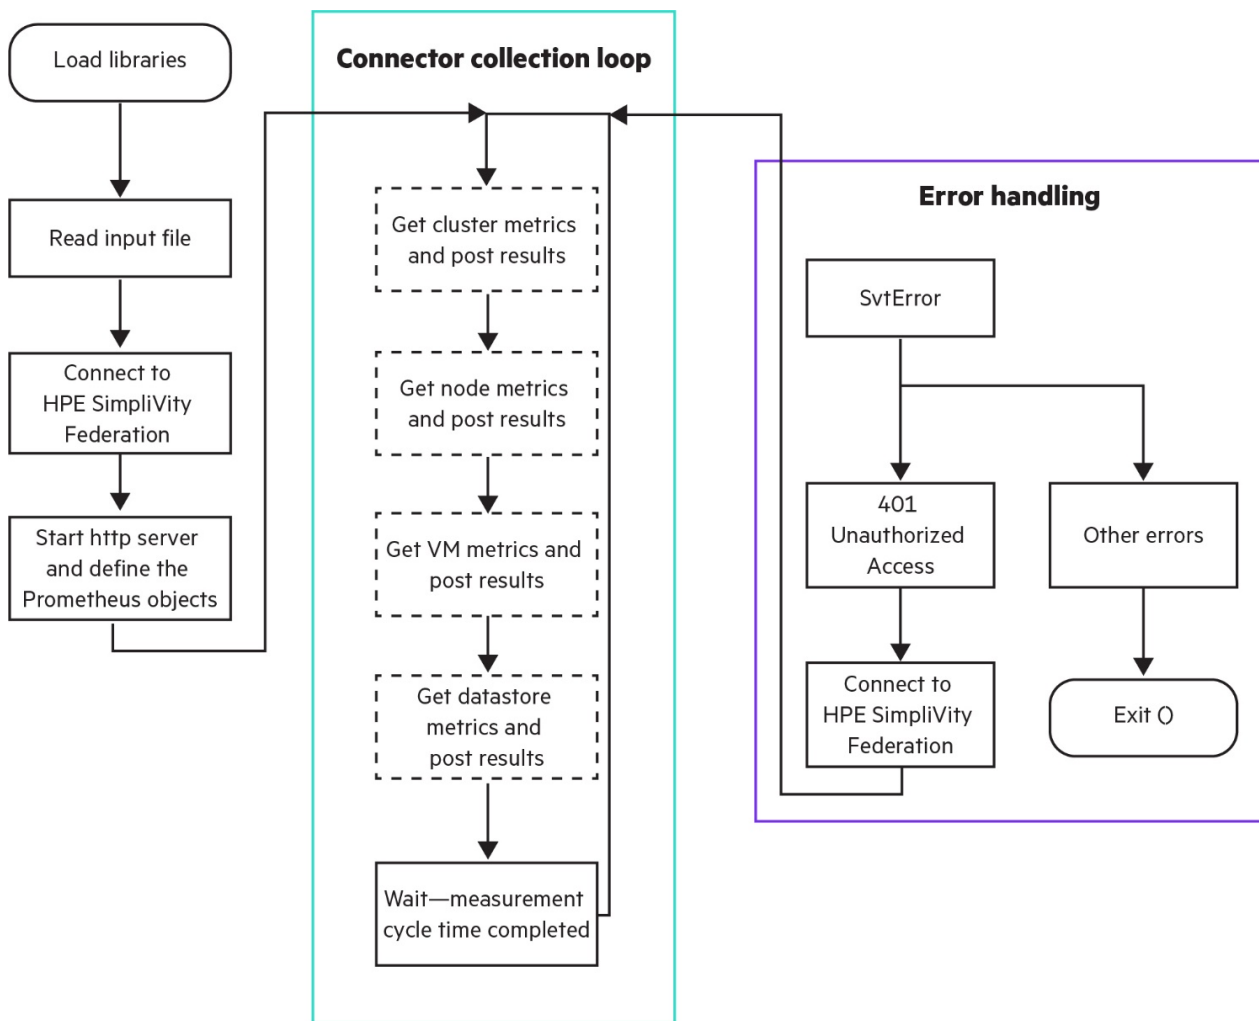 Load libraries
Read input file
Connect to
HPE SimpliVity
Federation
Start http server
and define the
Prometheus objects
Connector collection loop
Get cluster metrics
and post results
Get node metrics
and post results
Get VM metrics and
post results
Get datastore
metrics and
post results
Wait—measurement
cycle time completed
Error handling
SvtError
401
Unauthorized
Access
Connect to
HPE SimpliVity
Federation
Other errors
Exit ()